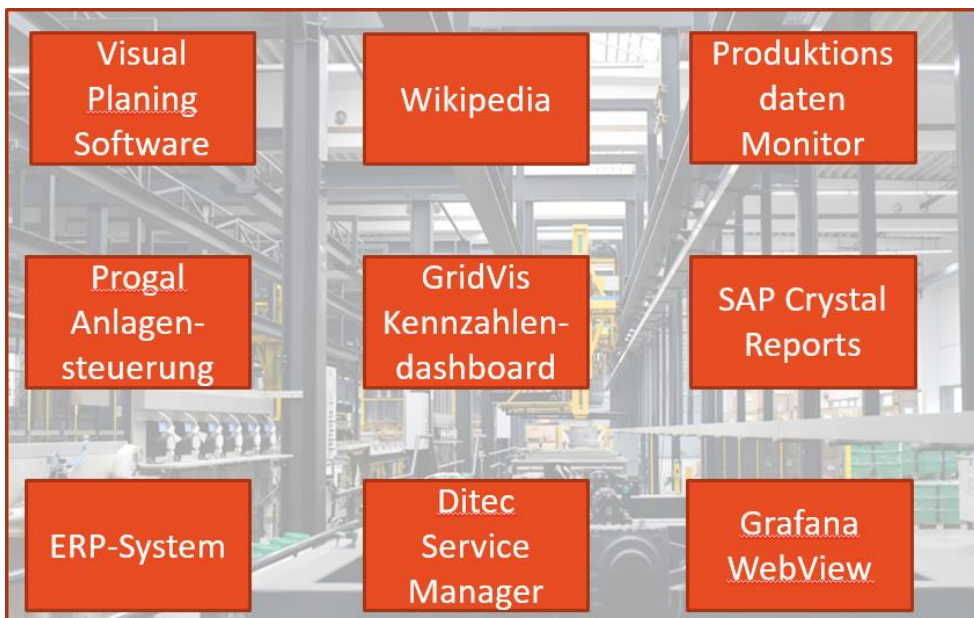 Visual
Planing
Software
Wikipedia
Produktions
daten
Monitor
Progal
Anlagen-
steuerung
GridVis
Kennzahlen-
dashboard
SAP Crystal
Reports
ERP-System
Ditec
Service
Manager
Grafana
WebView